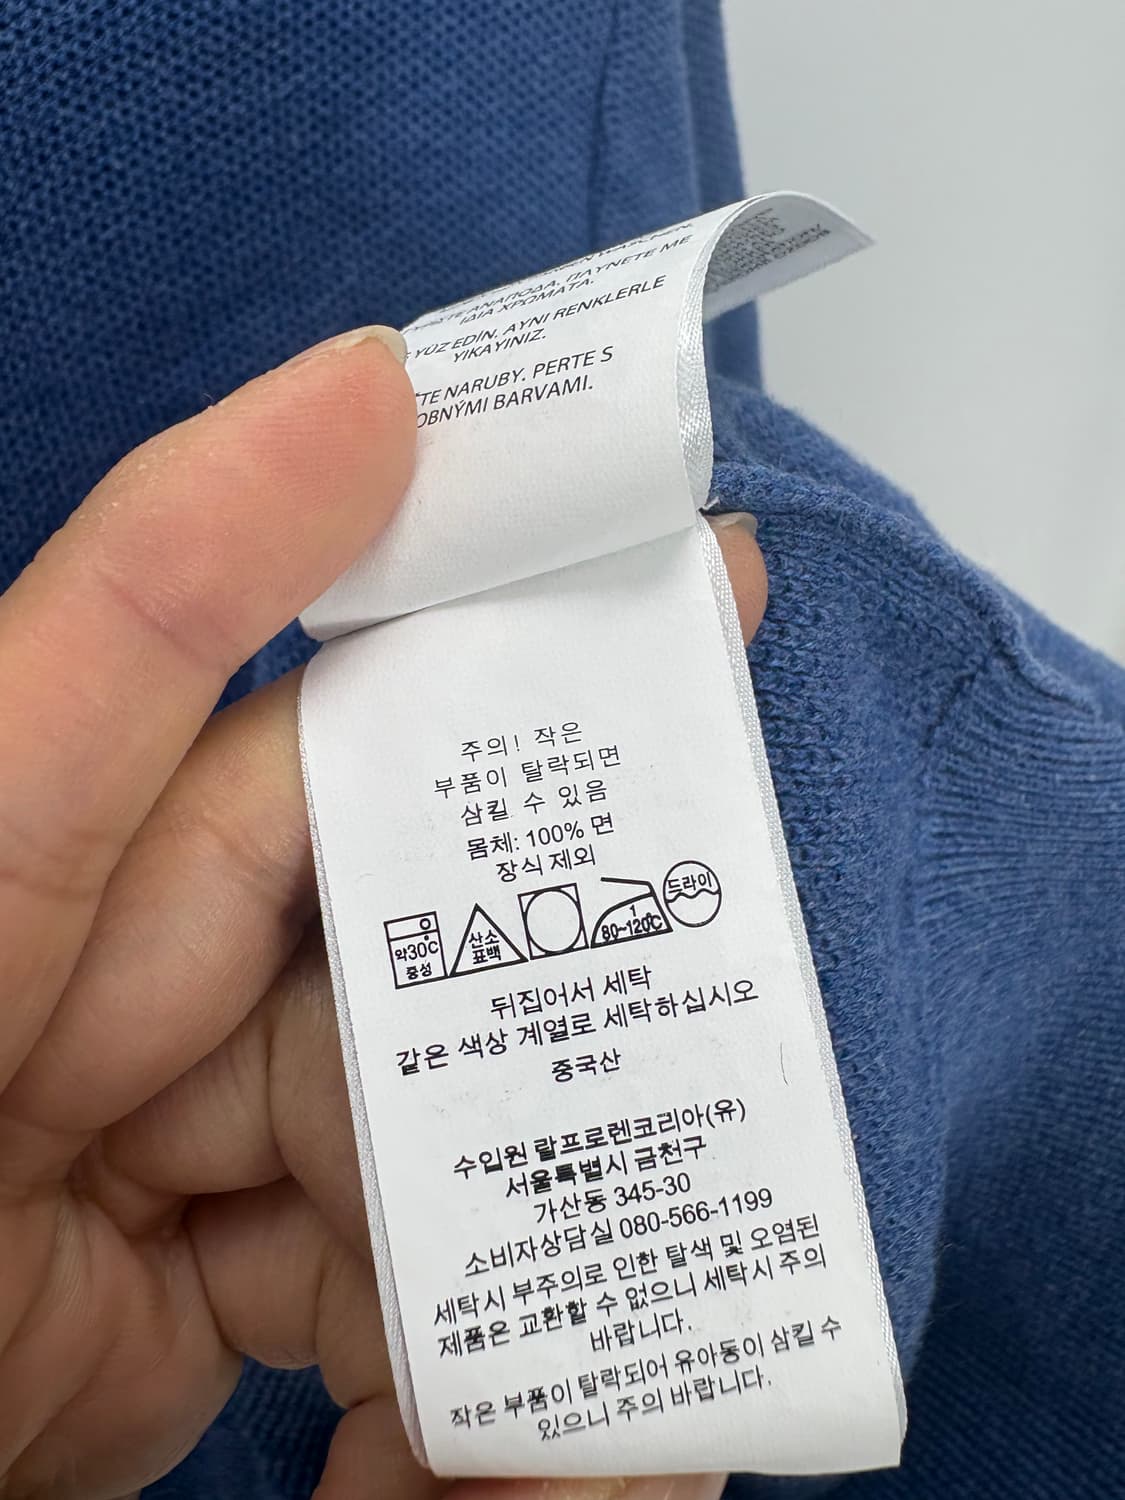 ΑΝΑΠΟΔΑ. ΠΛΥΝΕΤΕ ΜΕ
ΙΔΙΑ ΧΡΩΜΑΤΑ.
YÜZ EDİN. AYNI RENKLERLE
YIKAYINIZ.
NARUBY. PERTE S
BARVAMI.
주의! 작은
부품이 탈락되면
삼킬 수 있음
몸체: 100% 면
장식 제외
약30℃
중성
산소
표백
1
80~120℃
드라이
뒤집어서 세탁
같은 색상 계열로 세탁하십시오
중국산
수입원 랄프로렌코리아(유)
서울특별시 금천구
가산동 345-30
소비자상담실 080-566-1199
세탁시 부주의로 인한 탈색 및 오염된
제품은 교환할 수 없으니 세탁시 주의
바랍니다.
작은 부품이 탈락되어 유아동이 삼킬 수
있으니 주의 바랍니다.